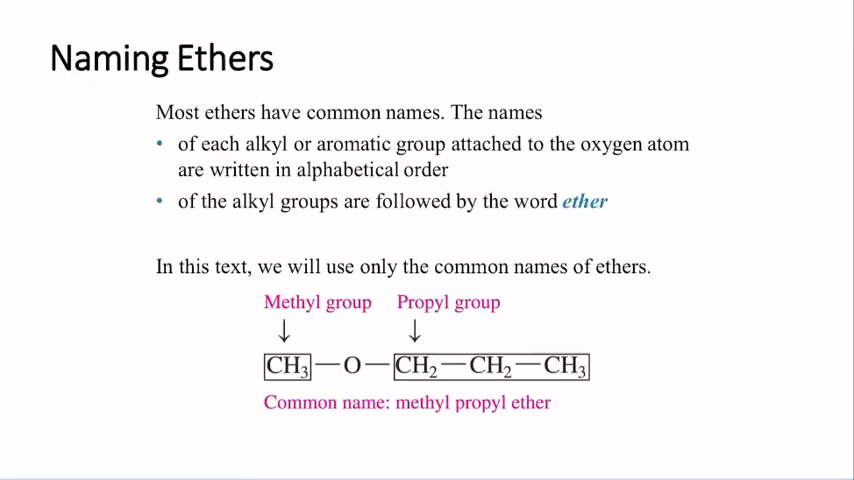 Naming Ethers
Most ethers have common names. The names
• of each alkyl or aromatic group attached to the oxygen atom
are written in alphabetical order
• of the alkyl groups are followed by the word ether
In this text, we will use only the common names of ethers.
Methyl group Propyl group
↓ ↓
CH₃—O—CH₂—CH₂—CH₃
Common name: methyl propyl ether